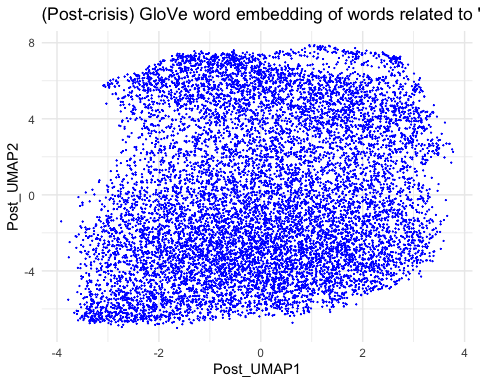 (Post-crisis) GloVe word embedding of words related to '
8
4
0
-4
Post_UMAP2
-4 -2 0 2 4
Post_UMAP1